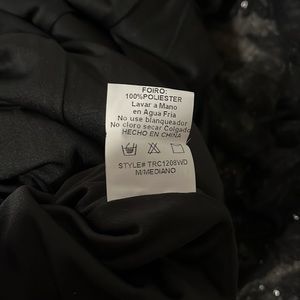 FOIRO:
100%POLIESTER
Lavar a Mano
en Agua Fria
No use blanqueador
No cloro secar Colgado
HECHO EN CHINA
STYLE# TRC1208WD
M/MEDIANO